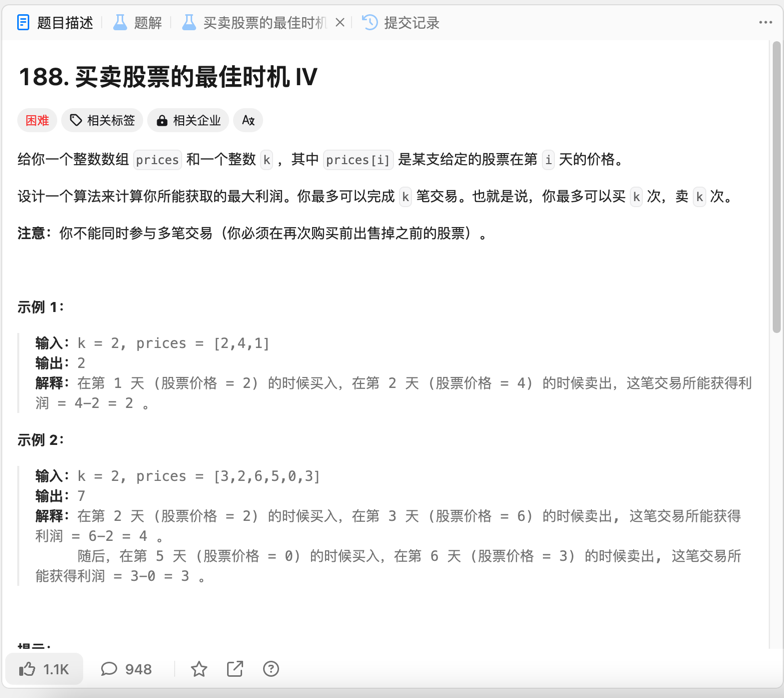 题目描述 题解 买卖股票的最佳时机 提交记录
188. 买卖股票的最佳时机 IV
困难 相关标签 相关企业 Ax
给你一个整数数组 prices 和一个整数 k ，其中 prices[i] 是某支给定的股票在第 i 天的价格。
设计一个算法来计算你所能获取的最大利润。你最多可以完成 k 笔交易。也就是说，你最多可以买 k 次，卖 k 次。
注意：你不能同时参与多笔交易（你必须在再次购买前出售掉之前的股票）。
示例 1：
输入：k = 2, prices = [2,4,1]
输出：2
解释：在第 1 天 (股票价格 = 2) 的时候买入，在第 2 天 (股票价格 = 4) 的时候卖出，这笔交易所能获得利
润 = 4-2 = 2 。
示例 2：
输入：k = 2, prices = [3,2,6,5,0,3]
输出：7
解释：在第 2 天 (股票价格 = 2) 的时候买入，在第 3 天 (股票价格 = 6) 的时候卖出, 这笔交易所能获得
利润 = 6-2 = 4 。
随后，在第 5 天 (股票价格 = 0) 的时候买入，在第 6 天 (股票价格 = 3) 的时候卖出, 这笔交易所
能获得利润 = 3-0 = 3 。
提示：
1.1K 948